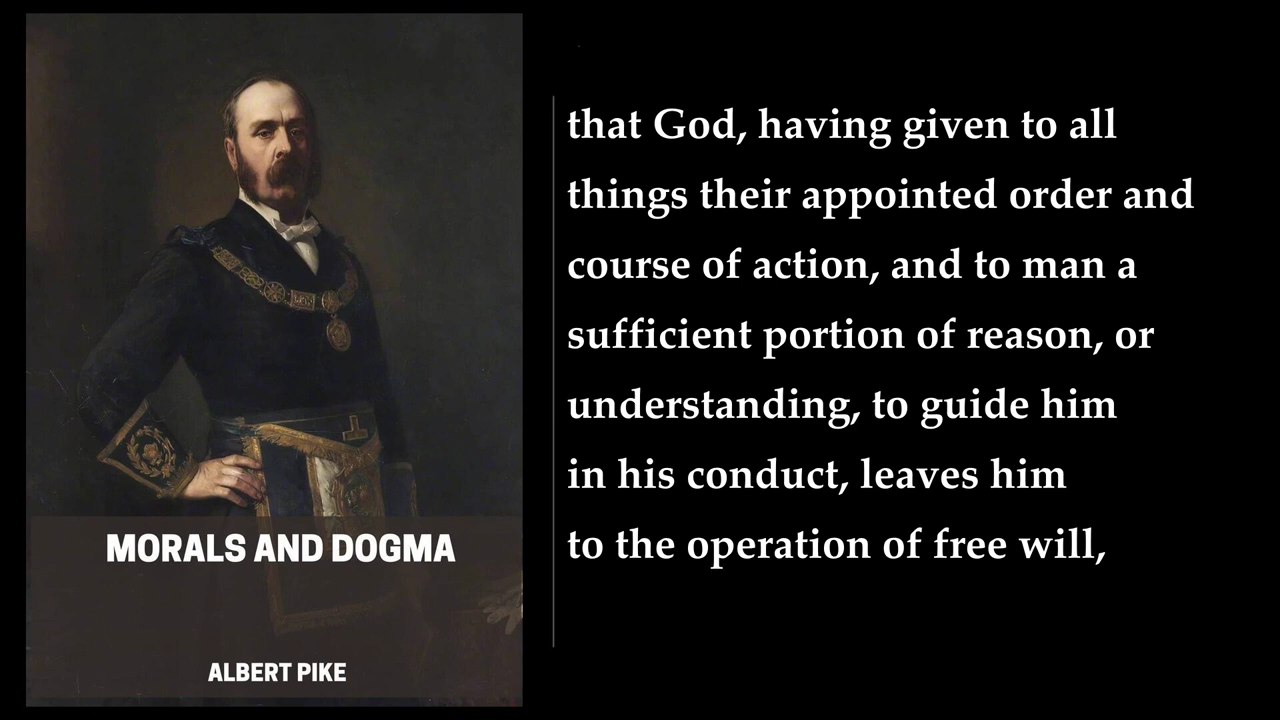 MORALS AND DOGMA
ALBERT PIKE
that God, having given to all
things their appointed order and
course of action, and to man a
sufficient portion of reason, or
understanding, to guide him
in his conduct, leaves him
to the operation of free will,